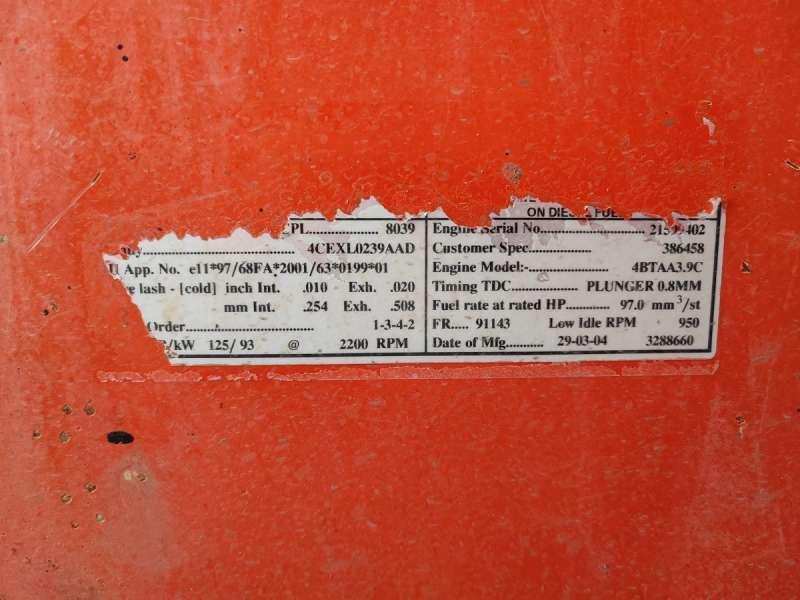 CPL................... 8039
4CEXL0239AAD
App. No. e11*97/68FA*2001/63*0199*01
lash - [cold] inch Int. .010 Exh. .020
mm Int. .254 Exh. .508
Order............................ 1-3-4-2
/kW 125/ 93 @ 2200 RPM
ON DIESEL FUEL
Engine Serial No....................
Customer Spec.............................. 386458
Engine Model:-.................... 4BTAA3.9C
Timing TDC................. PLUNGER 0.8MM
Fuel rate at rated HP........... 97.0 mm³/st
FR..... 91143 Low Idle RPM 950
Date of Mfg........... 29-03-04 3288660